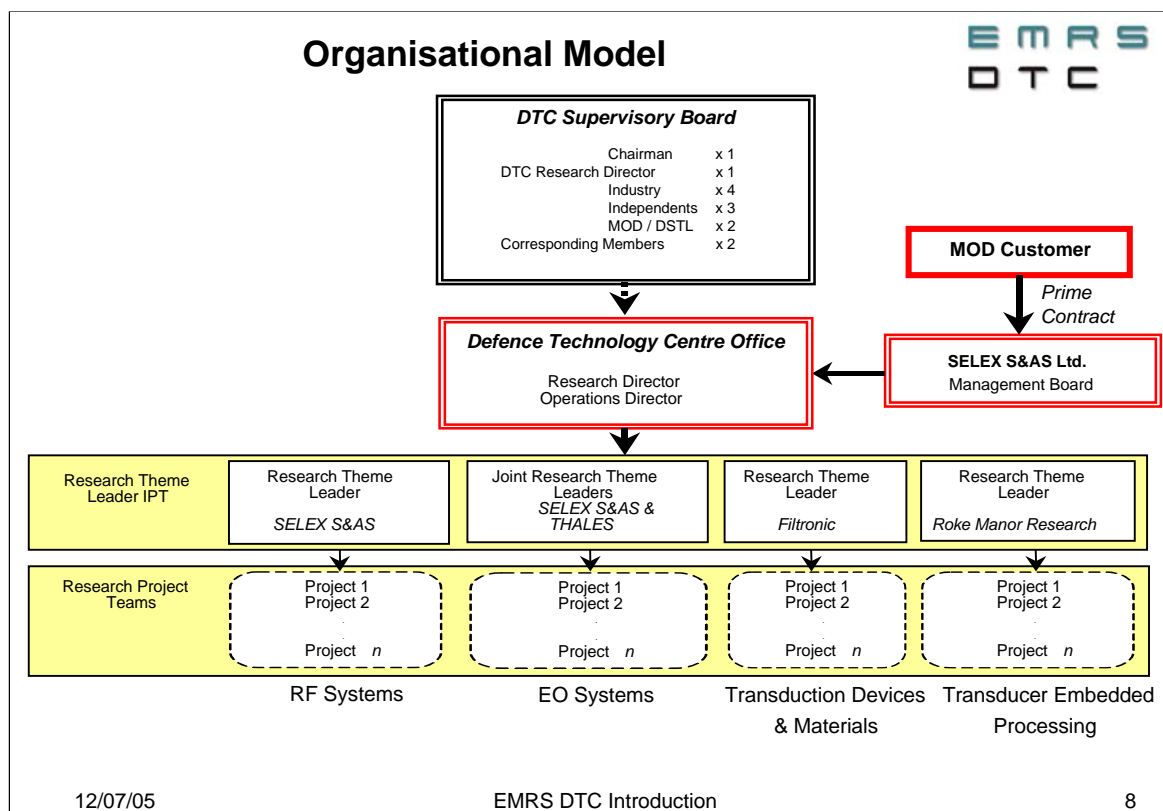 Organisational Model
EMRS
DTC
DTC Supervisory Board
Chairman x 1
DTC Research Director x 1
Industry x 4
Independents x 3
MOD / DSTL x 2
Corresponding Members x 2
MOD Customer
Prime
Contract
SELEX S&AS Ltd.
Management Board
Defence Technology Centre Office
Research Director
Operations Director
Research Theme
Leader IPT
Research Theme
Leader
SELEX S&AS
Joint Research Theme
Leaders
SELEX S&AS &
THALES
Research Theme
Leader
Filtronic
Research Theme
Leader
Roke Manor Research
Research Project
Teams
Project 1
Project 2
.
.
Project n
Project 1
Project 2
.
.
Project n
Project 1
Project 2
.
.
Project n
Project 1
Project 2
.
.
Project n
RF Systems
EO Systems
Transduction Devices
& Materials
Transducer Embedded
Processing
12/07/05
EMRS DTC Introduction
8